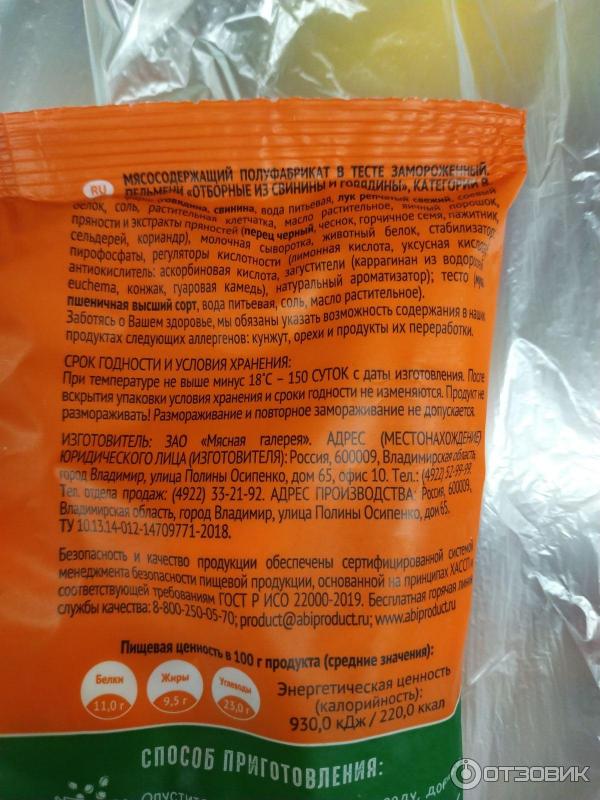 RU
МЯСОСОДЕРЖАЩИЙ ПОЛУФАБРИКАТ В ТЕСТЕ ЗАМОРОЖЕННЫЙ.
ПЕЛЬМЕНИ «ОТБОРНЫЕ ИЗ СВИНИНЫ И ГОВЯДИНЫ», КАТЕГОРИИ В
говядина, свинина, вода питьевая, лук репчатый свежий, соевый
белок, соль, растительная клетчатка, масло растительное, яичный порошок,
пряности и экстракты пряностей (перец черный, чеснок, горчичное семя, пажитник,
сельдерей, кориандр), молочная сыворотка, животный белок, стабилизатор:
пирофосфаты, регуляторы кислотности (лимонная кислота, уксусная кислота),
антиокислитель: аскорбиновая кислота, загустители (каррагинан из водорослей
euchema, конжак, гуаровая камедь), натуральный ароматизатор); тесто (мука
пшеничная высший сорт, вода питьевая, соль, масло растительное).
Заботясь о Вашем здоровье, мы обязаны указать возможность содержания в наших
продуктах следующих аллергенов: кунжут, орехи и продукты их переработки.
СРОК ГОДНОСТИ И УСЛОВИЯ ХРАНЕНИЯ:
При температуре не выше минус 18°С – 150 СУТОК с даты изготовления. После
вскрытия упаковки условия хранения и сроки годности не изменяются. Продукт не
размораживать! Размораживание и повторное замораживание не допускается.
ИЗГОТОВИТЕЛЬ: ЗАО «Мясная галерея». АДРЕС (МЕСТОНАХОЖДЕНИЕ)
ЮРИДИЧЕСКОГО ЛИЦА (ИЗГОТОВИТЕЛЯ): Россия, 600009, Владимирская область,
город Владимир, улица Полины Осипенко, дом 65, офис 10. Тел.: (4922) 52-99-99.
Тел. отдела продаж: (4922) 33-21-92. АДРЕС ПРОИЗВОДСТВА: Россия, 600009,
Владимирская область, город Владимир, улица Полины Осипенко, дом 65.
ТУ 10.13.14-012-14709771-2018.
Безопасность и качество продукции обеспечены сертифицированной системой
менеджмента безопасности пищевой продукции, основанной на принципах ХАССП и
соответствующей требованиям ГОСТ Р ИСО 22000-2019. Бесплатная горячая линия
службы качества: 8-800-250-05-70; product@abiproduct.ru; www.abiproduct.ru
Пищевая ценность в 100 г продукта (средние значения):
Белки 11,0 г
Жиры 9,5 г
Углеводы 23,0 г
Энергетическая ценность
(калорийность):
930,0 кДж / 220,0 ккал
СПОСОБ ПРИГОТОВЛЕНИЯ:
ОТЗОВИК